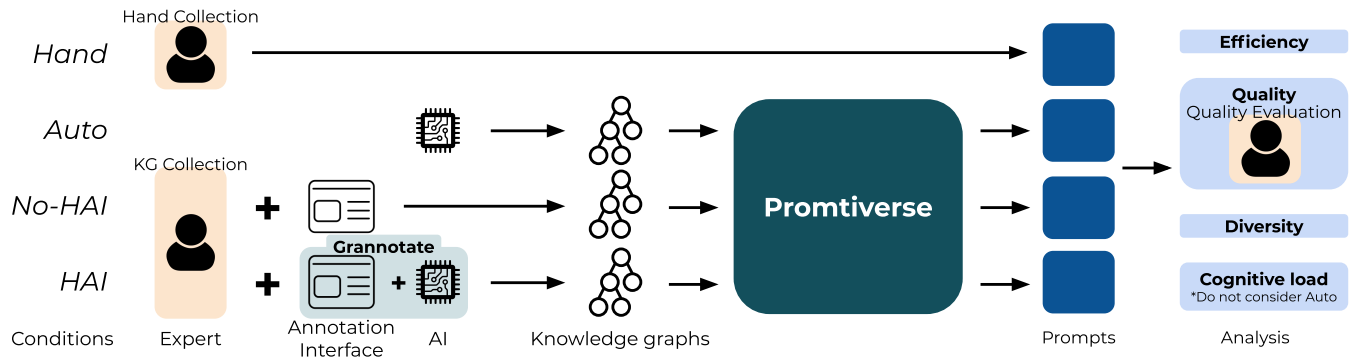 Hand Collection
Hand
Efficiency
Quality
Quality Evaluation
Auto
KG Collection
No-HAI
Promtiverse
Diversity
Grannotate
HAI
Cognitive load
*Do not consider Auto
Conditions
Expert
Annotation
Interface
AI
Knowledge graphs
Prompts
Analysis